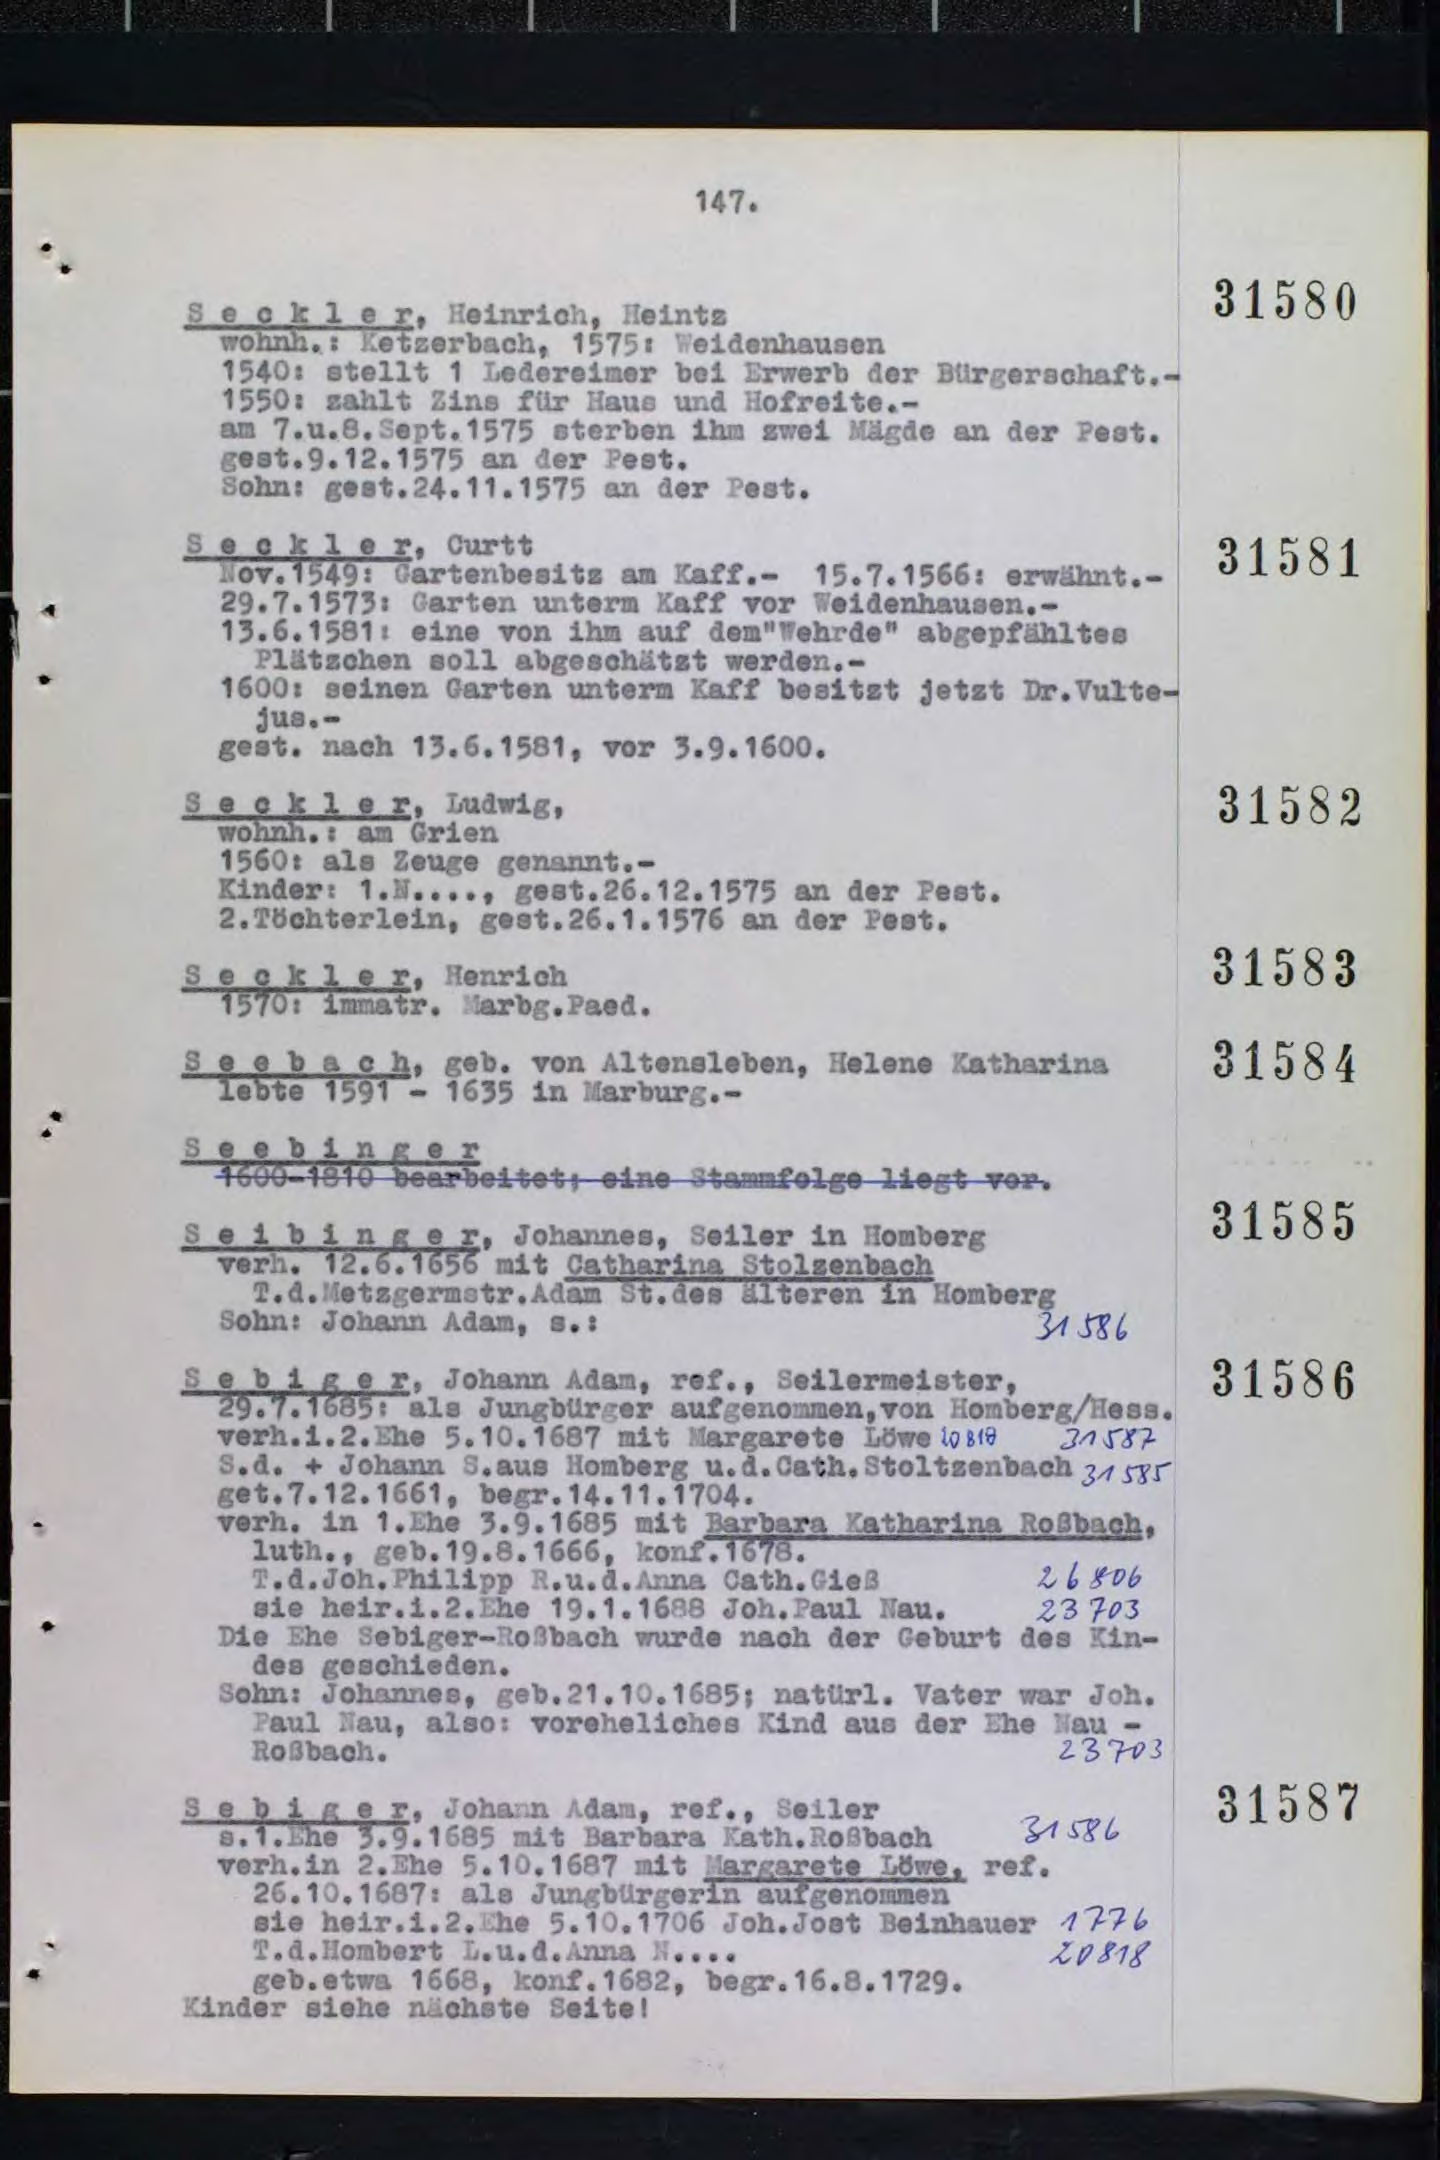 147.
Seckler, Heinrich, Heintz 31580
wohnh.: Ketzerbach, 1575: Weidenhausen
1540: stellt 1 Ledereimer bei Erwerb der Bürgerschaft.-
1550: zahlt Zins für Haus und Hofreite.-
am 7.u.8.Sept.1575 sterben ihm zwei Mägde an der Pest.
gest.9.12.1575 an der Pest.
Sohn: gest.24.11.1575 an der Pest.
Seckler, Curtt 31581
Nov.1549: Gartenbesitz am Kaff.- 15.7.1566: erwähnt.-
29.7.1573: Garten unterm Kaff vor Weidenhausen.-
13.6.1581: eine von ihm auf dem"Wehrde" abgepfähltes
Plätzchen soll abgeschätzt werden.-
1600: seinen Garten unterm Kaff besitzt jetzt Dr.Vulte-
jus.-
gest. nach 13.6.1581, vor 3.9.1600.
Seckler, Ludwig, 31582
wohnh.: am Grien
1560: als Zeuge genannt.-
Kinder: 1.N....., gest.26.12.1575 an der Pest.
2.Töchterlein, gest.26.1.1576 an der Pest.
Seckler, Henrich 31583
1570: immatr. Marbg.Paed.
Seebach, geb. von Altensleben, Helene Katharina 31584
lebte 1591 - 1635 in Marburg.-
Seebinger
1600-1810 bearbeitet; eine Stammfolge liegt vor.
Seibinger, Johannes, Seiler in Homberg 31585
verh. 12.6.1656 mit Catharina Stolzenbach
T.d.Metzgermstr.Adam St.des älteren in Homberg
Sohn: Johann Adam, s.: 31586
Sebiger, Johann Adam, ref., Seilermeister, 31586
29.7.1685: als Jungbürger aufgenommen,von Homberg/Hess.
verh.i.2.Ehe 5.10.1687 mit Margarete Löwe 20818 31587
S.d. + Johann S.aus Homberg u.d.Cath.Stoltzenbach 31585
get.7.12.1661, begr.14.11.1704.
verh. in 1.Ehe 3.9.1685 mit Barbara Katharina Roßbach,
luth., geb.19.8.1666, konf.1678.
T.d.Joh.Philipp R.u.d.Anna Cath.Gieß 26806
sie heir.i.2.Ehe 19.1.1688 Joh.Paul Nau. 23703
Die Ehe Sebiger-Roßbach wurde nach der Geburt des Kin-
des geschieden.
Sohn: Johannes, geb.21.10.1685; natürl. Vater war Joh.
Paul Nau, also: voreheliches Kind aus der Ehe Nau -
Roßbach. 23703
Sebiger, Johann Adam, ref., Seiler 31587
s.1.Ehe 3.9.1685 mit Barbara Kath.Roßbach 31586
verh.in 2.Ehe 5.10.1687 mit Margarete Löwe, ref.
26.10.1687: als Jungbürgerin aufgenommen
sie heir.i.2.Ehe 5.10.1706 Joh.Jost Beinhauer 1776
T.d.Hombert L.u.d.Anna N.... 20818
geb.etwa 1668, konf.1682, begr.16.8.1729.
Kinder siehe nächste Seite!